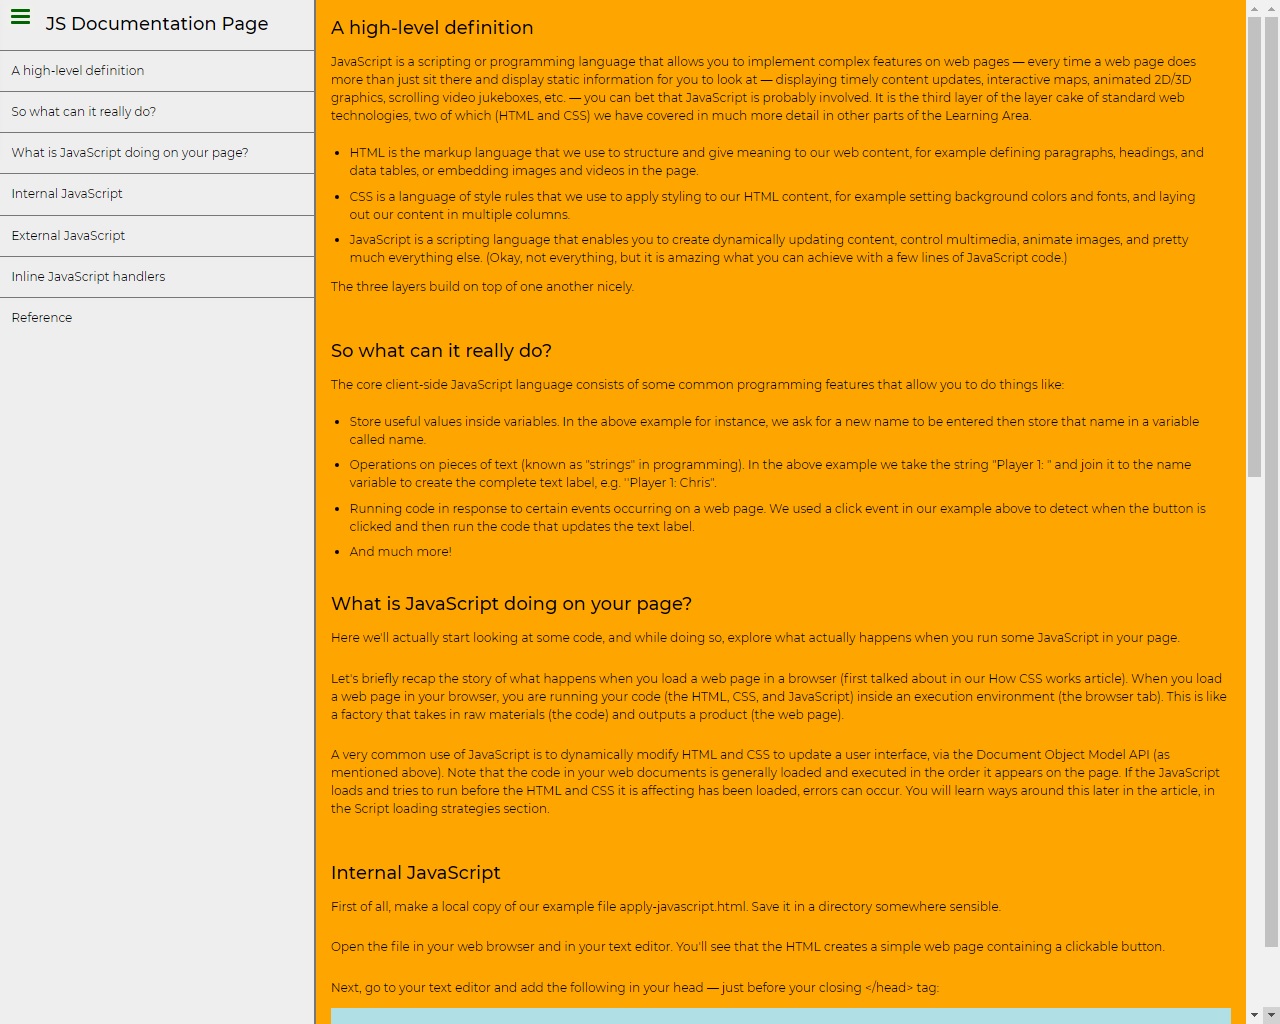 JS Documentation Page
A high-level definition
So what can it really do?
What is JavaScript doing on your page?
Internal JavaScript
External JavaScript
Inline JavaScript handlers
Reference
A high-level definition
JavaScript is a scripting or programming language that allows you to implement complex features on web pages — every time a web page does
more than just sit there and display static information for you to look at — displaying timely content updates, interactive maps, animated 2D/3D
graphics, scrolling video jukeboxes, etc. — you can bet that JavaScript is probably involved. It is the third layer of the layer cake of standard web
technologies, two of which (HTML and CSS) we have covered in much more detail in other parts of the Learning Area.
• HTML is the markup language that we use to structure and give meaning to our web content, for example defining paragraphs, headings, and
data tables, or embedding images and videos in the page.
• CSS is a language of style rules that we use to apply styling to our HTML content, for example setting background colors and fonts, and laying
out our content in multiple columns.
• JavaScript is a scripting language that enables you to create dynamically updating content, control multimedia, animate images, and pretty
much everything else. (Okay, not everything, but it is amazing what you can achieve with a few lines of JavaScript code.)
The three layers build on top of one another nicely.
So what can it really do?
The core client-side JavaScript language consists of some common programming features that allow you to do things like:
• Store useful values inside variables. In the above example for instance, we ask for a new name to be entered then store that name in a variable
called name.
• Operations on pieces of text (known as "strings" in programming). In the above example we take the string "Player 1: " and join it to the name
variable to create the complete text label, e.g. ''Player 1: Chris".
• Running code in response to certain events occurring on a web page. We used a click event in our example above to detect when the button is
clicked and then run the code that updates the text label.
• And much more!
What is JavaScript doing on your page?
Here we'll actually start looking at some code, and while doing so, explore what actually happens when you run some JavaScript in your page.
Let's briefly recap the story of what happens when you load a web page in a browser (first talked about in our How CSS works article). When you load
a web page in your browser, you are running your code (the HTML, CSS, and JavaScript) inside an execution environment (the browser tab). This is like
a factory that takes in raw materials (the code) and outputs a product (the web page).
A very common use of JavaScript is to dynamically modify HTML and CSS to update a user interface, via the Document Object Model API (as
mentioned above). Note that the code in your web documents is generally loaded and executed in the order it appears on the page. If the JavaScript
loads and tries to run before the HTML and CSS it is affecting has been loaded, errors can occur. You will learn ways around this later in the article, in
the Script loading strategies section.
Internal JavaScript
First of all, make a local copy of our example file apply-javascript.html. Save it in a directory somewhere sensible.
Open the file in your web browser and in your text editor. You'll see that the HTML creates a simple web page containing a clickable button.
Next, go to your text editor and add the following in your head — just before your closing </head> tag: